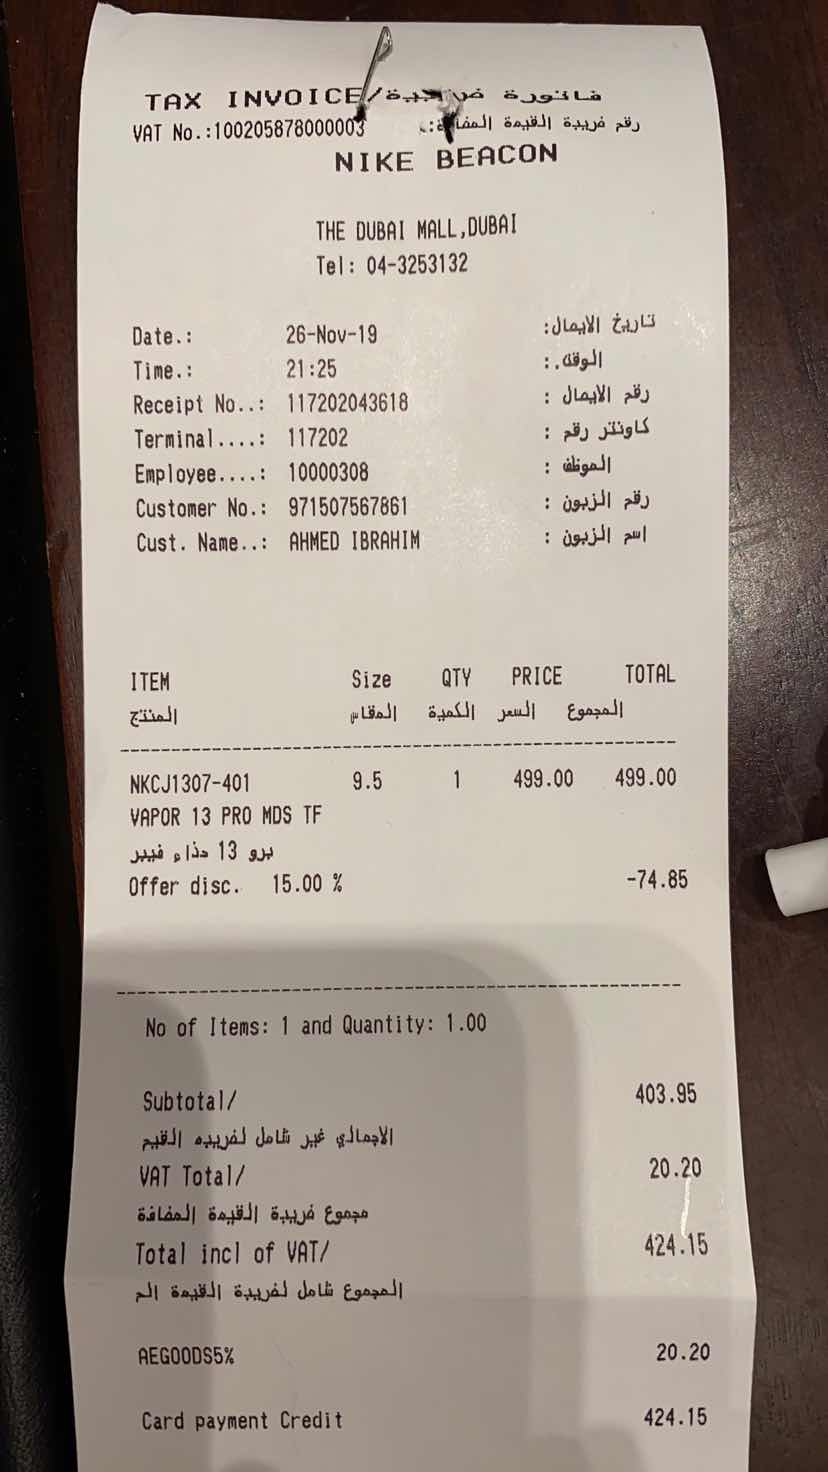 TAX INVOICE/فاتورة ضريبية
VAT No.:100205878000003 رقم ضريبة القيمة المضافة:
NIKE BEACON
THE DUBAI MALL,DUBAI
Tel: 04-3253132
Date.: 26-Nov-19 تاريخ الايصال:
Time.: 21:25 الوقت.:
Receipt No..: 117202043618 رقم الايصال :
Terminal....: 117202 كاونتر رقم :
Employee....: 10000308 الموظف :
Customer No.: 971507567861 رقم الزبون :
Cust. Name..: AHMED IBRAHIM اسم الزبون :
ITEM Size QTY PRICE TOTAL
المنتج المقاس الكمية السعر المجموع
NKCJ1307-401 9.5 1 499.00 499.00
VAPOR 13 PRO MDS TF
برو 13 حذاء فيبر
Offer disc. 15.00 % -74.85
No of Items: 1 and Quantity: 1.00
Subtotal/ 403.95
الاجمالي غير شامل لضريبه القيم
VAT Total/ 20.20
مجموع ضريبة القيمة المضافة
Total incl of VAT/ 424.15
المجموع شامل لضريبة القيمة الم
AEGOODS5% 20.20
Card payment Credit 424.15